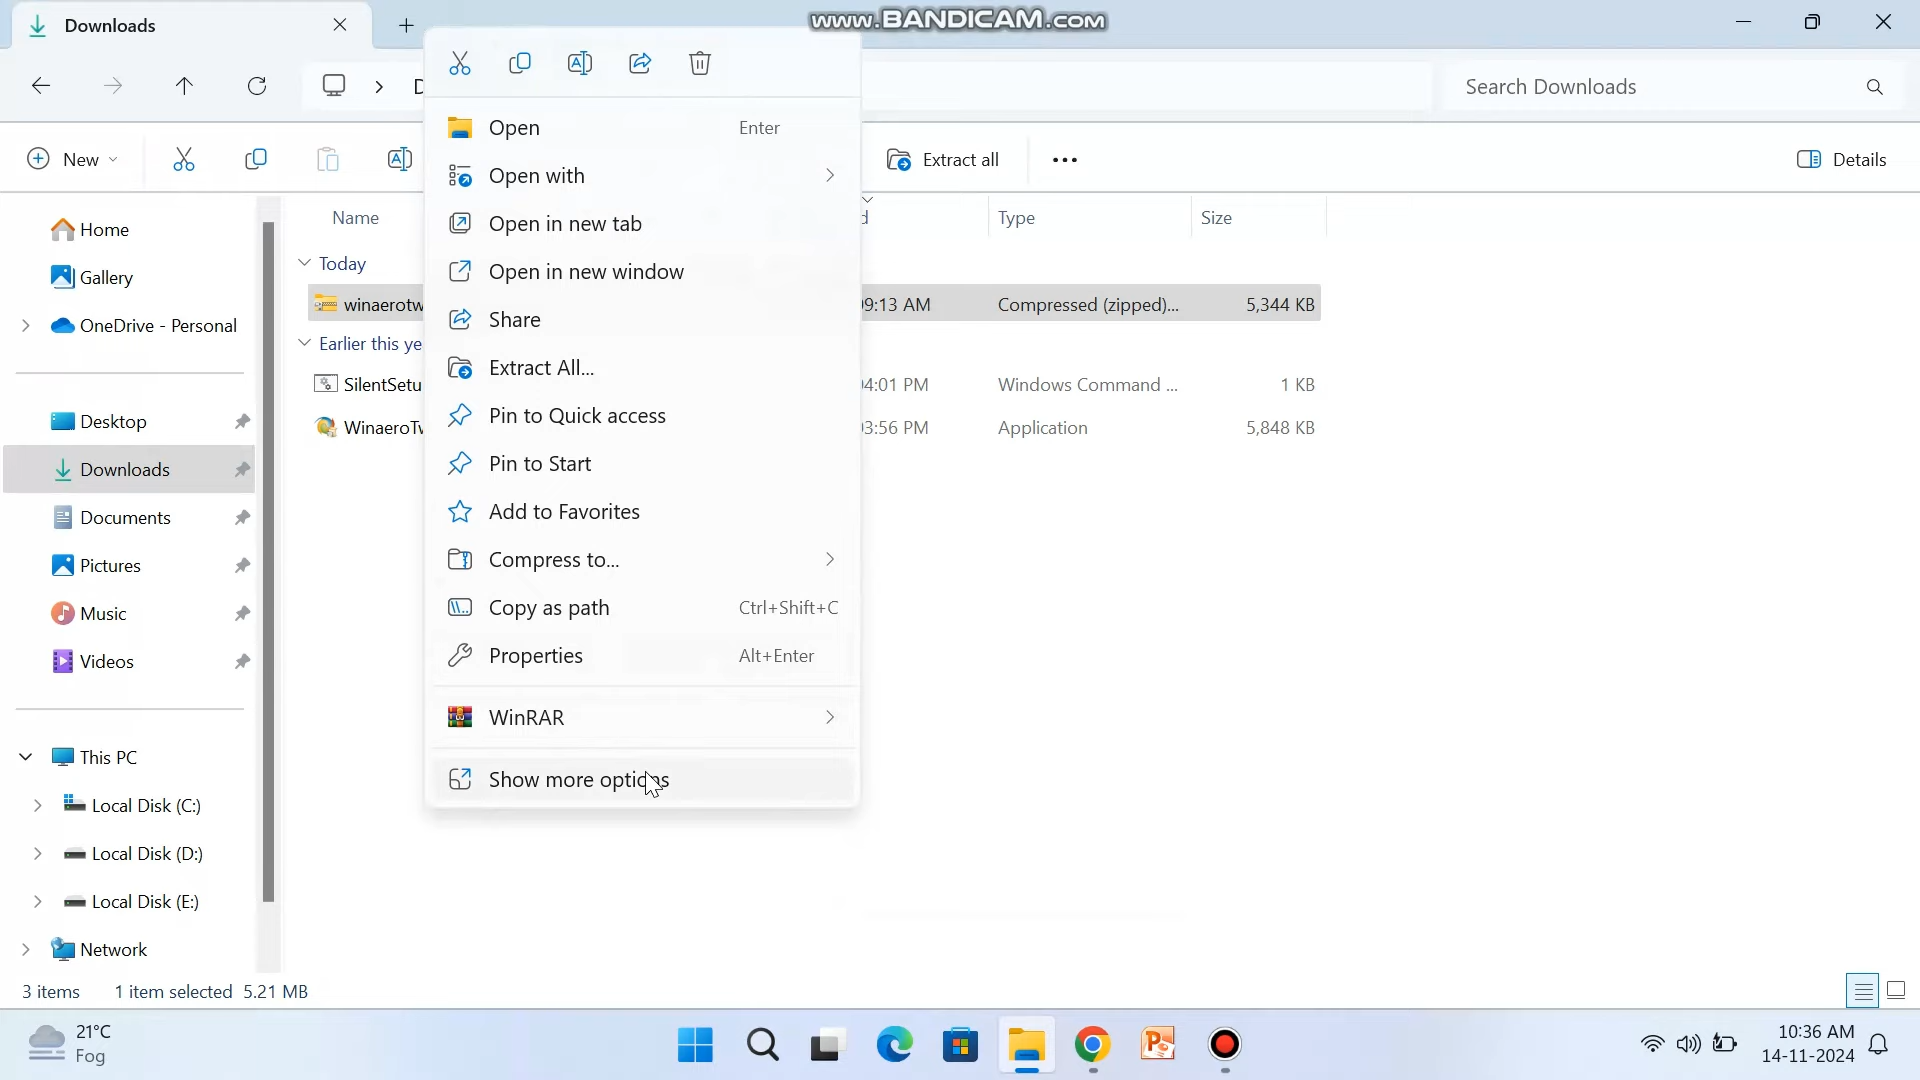 Downloads
www.BANDICAM.com
D
Search Downloads
New
Extract all
Details
Home
Gallery
OneDrive - Personal
Desktop
Downloads
Documents
Pictures
Music
Videos
This PC
Local Disk (C:)
Local Disk (D:)
Local Disk (E:)
Network
Name
d
Type
Size
Today
winaerotw
09:13 AM
Compressed (zipped)...
5,344 KB
Earlier this ye
SilentSetu
04:01 PM
Windows Command ...
1 KB
WinaeroTw
03:56 PM
Application
5,848 KB
Open Enter
Open with
Open in new tab
Open in new window
Share
Extract All...
Pin to Quick access
Pin to Start
Add to Favorites
Compress to...
Copy as path Ctrl+Shift+C
Properties Alt+Enter
WinRAR
Show more options
3 items 1 item selected 5.21 MB
21°C
Fog
10:36 AM
14-11-2024